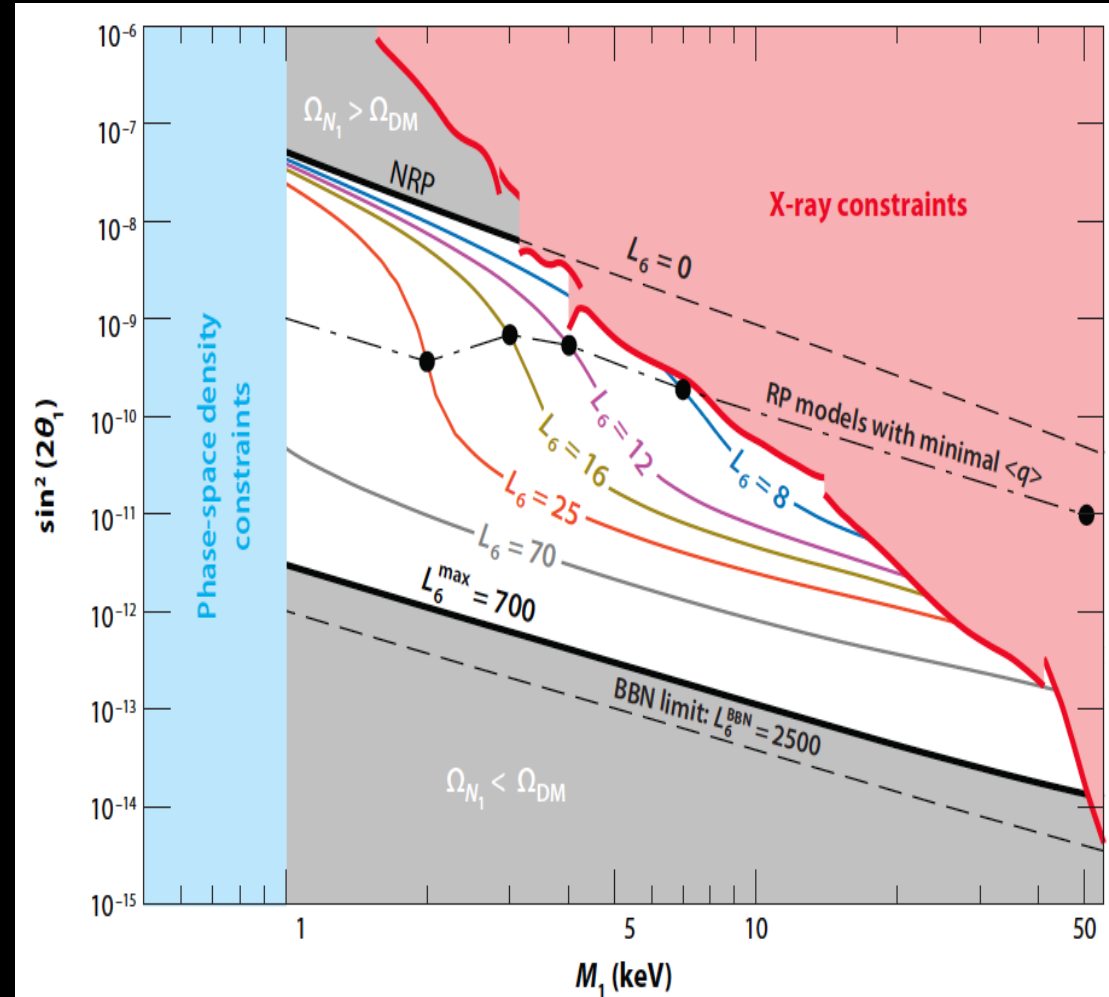 10⁻⁶
10⁻⁷
10⁻⁸
10⁻⁹
10⁻¹⁰
10⁻¹¹
10⁻¹²
10⁻¹³
10⁻¹⁴
10⁻¹⁵
sin² (2θ₁)
Phase-space density
constraints
Ω_N₁ > Ω_DM
NRP
X-ray constraints
L₆ = 0
RP models with minimal <q>
L₆ = 8
L₆ = 12
L₆ = 16
L₆ = 25
L₆ = 70
L₆^max = 700
BBN limit: L₆^BBN = 2500
Ω_N₁ < Ω_DM
1
5
10
50
M₁ (keV)